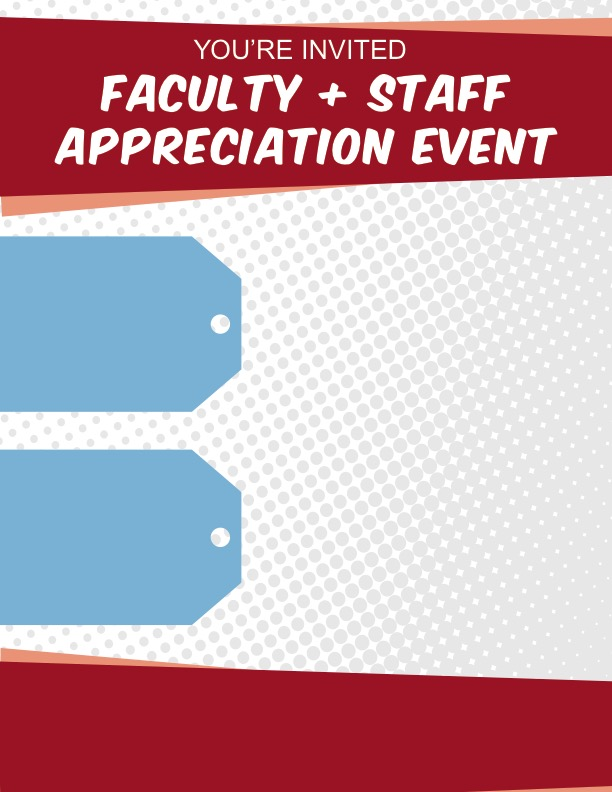 YOU'RE INVITED
FACULTY + STAFF
APPRECIATION EVENT